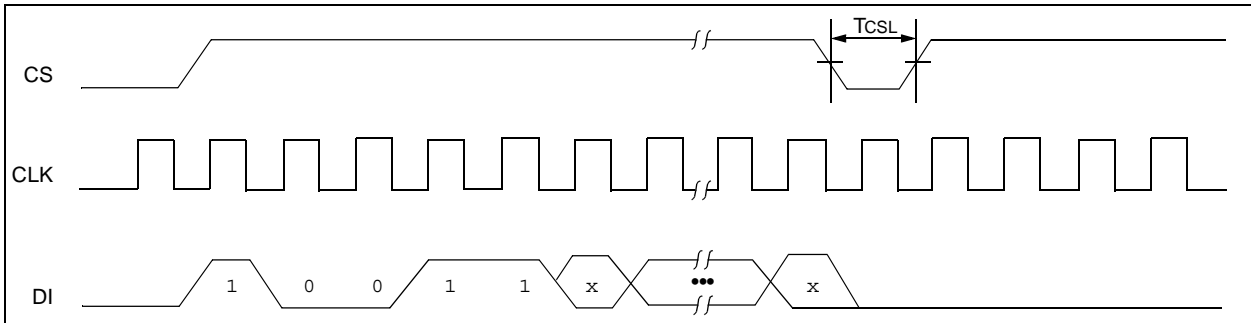 TCSL
CS
CLK
DI
1 0 0 1 1 x ••• x